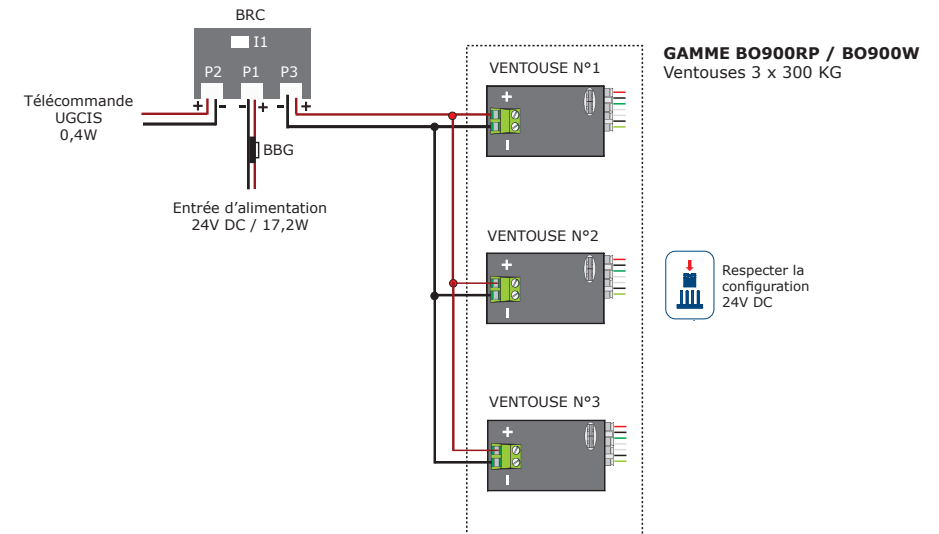 BRC
I1
P2 P1 P3
+ - - + - +
Télécommande
UGCIS
0,4W
BBG
Entrée d’alimentation
24V DC / 17,2W
VENTOUSE N°1
+
-
VENTOUSE N°2
+
-
VENTOUSE N°3
+
-
GAMME BO900RP / BO900W
Ventouses 3 x 300 KG
Respecter la
configuration
24V DC